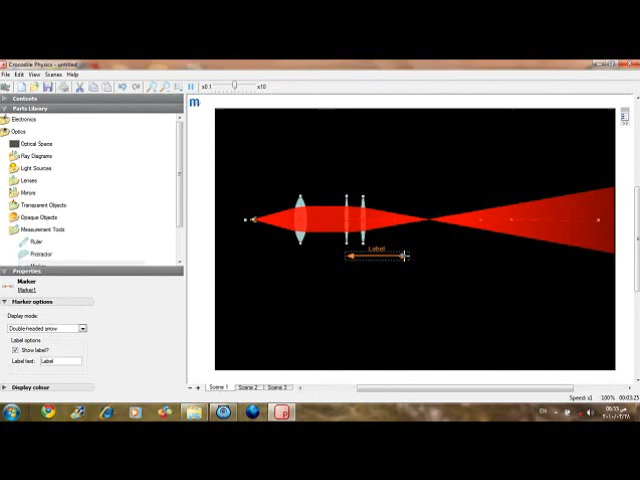 Crocodile Physics - untitled
File Edit View Scenes Help
x0.1 x10
Contents
Parts Library
Electronics
Optics
Optical Space
Ray Diagrams
Light Sources
Lenses
Mirrors
Transparent Objects
Opaque Objects
Measurement Tools
Ruler
Protractor
Properties
Marker
Marker1
Marker options
Display mode:
Double-headed arrow
Label options
Show label?
Label text: Label
Display colour
m
Label
Scene 1 Scene 2 Scene 3
Speed: x1 100% 00:03:25
EN